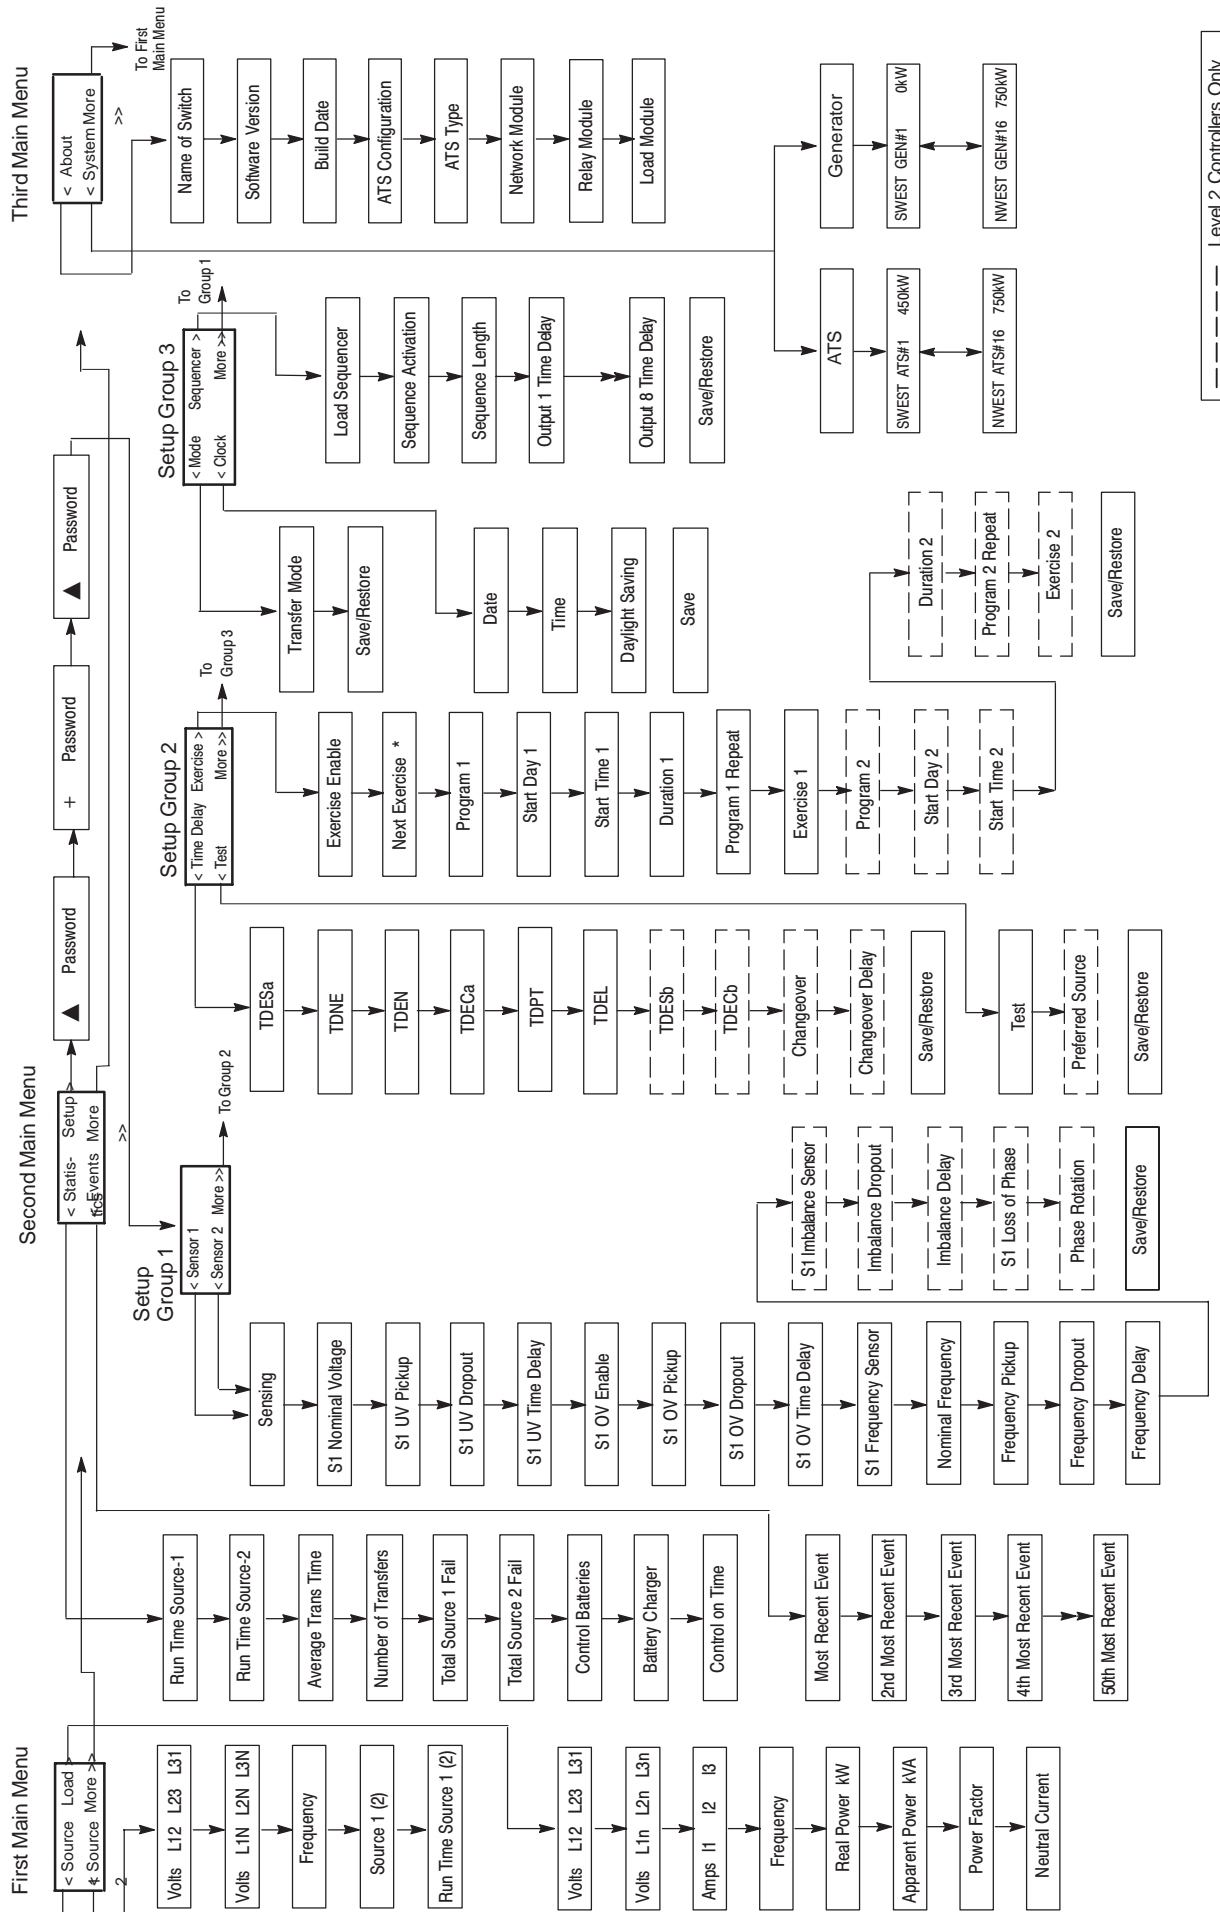 First Main Menu
< Source Load >
< Source More >>
1
2
Volts L12 L23 L31
Volts L1N L2N L3N
Frequency
Source 1 (2)
Run Time Source 1 (2)
Volts L12 L23 L31
Volts L1n L2n L3n
Amps I1 I2 I3
Frequency
Real Power kW
Apparent Power kVA
Power Factor
Neutral Current
Second Main Menu
< Statis- Setup >
tics
< Events More
>>
Run Time Source-1
Run Time Source-2
Average Trans Time
Number of Transfers
Total Source 1 Fail
Total Source 2 Fail
Control Batteries
Battery Charger
Control on Time
Most Recent Event
2nd Most Recent Event
3rd Most Recent Event
4th Most Recent Event
50th Most Recent Event
▲ Password
+ Password
▲ Password
Setup
Group 1
< Sensor 1
< Sensor 2 More >>
To Group 2
Sensing
S1 Nominal Voltage
S1 UV Pickup
S1 UV Dropout
S1 UV Time Delay
S1 OV Enable
S1 OV Pickup
S1 OV Dropout
S1 OV Time Delay
S1 Frequency Sensor
Nominal Frequency
Frequency Pickup
Frequency Dropout
Frequency Delay
S1 Imbalance Sensor
Imbalance Dropout
Imbalance Delay
S1 Loss of Phase
Phase Rotation
Save/Restore
Setup Group 2
< Time Delay Exercise >
< Test More >>
To
Group 3
TDESa
TDNE
TDEN
TDECa
TDPT
TDEL
TDESb
TDECb
Changeover
Changeover Delay
Save/Restore
Test
Preferred Source
Save/Restore
Exercise Enable
Next Exercise *
Program 1
Start Day 1
Start Time 1
Duration 1
Program 1 Repeat
Exercise 1
Program 2
Start Day 2
Start Time 2
Duration 2
Program 2 Repeat
Exercise 2
Save/Restore
Setup Group 3
< Mode Sequencer >
< Clock More >>
To
Group 1
Transfer Mode
Save/Restore
Date
Time
Daylight Saving
Save
Load Sequencer
Sequence Activation
Sequence Length
Output 1 Time Delay
Output 8 Time Delay
Save/Restore
Third Main Menu
< About
< System More
>>
To First
Main Menu
Name of Switch
Software Version
Build Date
ATS Configuration
ATS Type
Network Module
Relay Module
Load Module
ATS
SWEST ATS#1 450kW
NWEST ATS#16 750kW
Generator
SWEST GEN#1 0kW
NWEST GEN#16 750kW
Level 2 Controllers Only